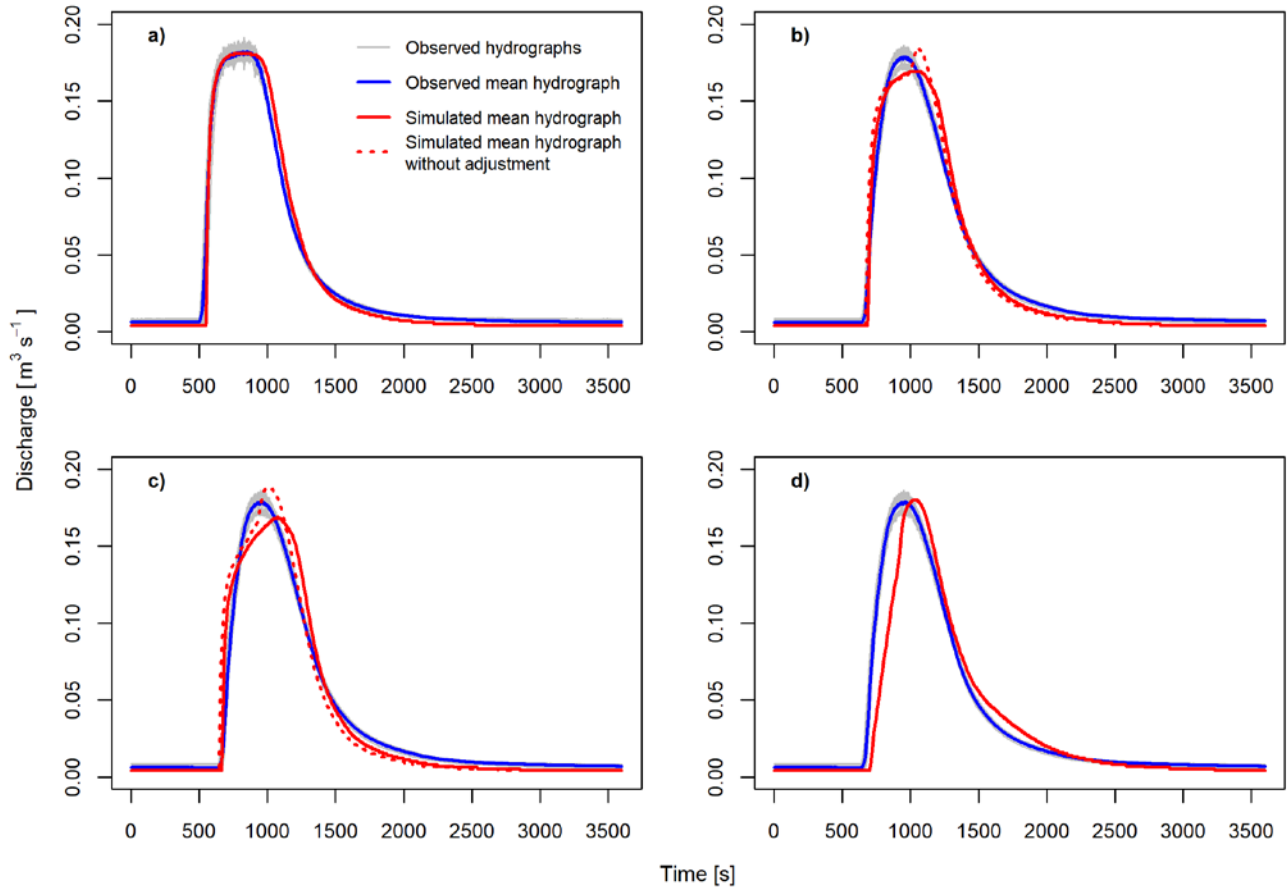 a)
Observed hydrographs
Observed mean hydrograph
Simulated mean hydrograph
Simulated mean hydrograph
without adjustment
0.00 0.05 0.10 0.15 0.20
0 500 1000 1500 2000 2500 3000 3500
b)
0.00 0.05 0.10 0.15 0.20
0 500 1000 1500 2000 2500 3000 3500
Discharge [ m³ s⁻¹ ]
c)
0.00 0.05 0.10 0.15 0.20
0 500 1000 1500 2000 2500 3000 3500
d)
0.00 0.05 0.10 0.15 0.20
0 500 1000 1500 2000 2500 3000 3500
Time [s]